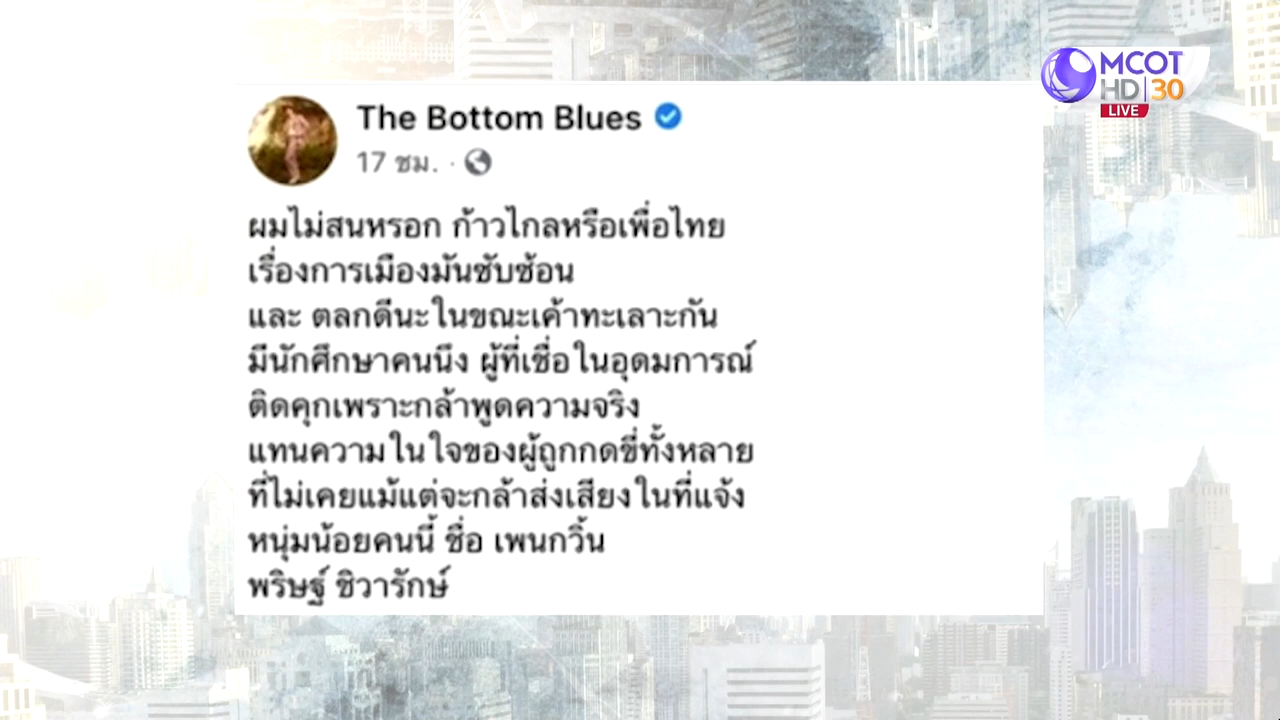 MCOT
HD 30
LIVE
The Bottom Blues
17 ชม. ·
ผมไม่สนหรอก ก้าวไกลหรือเพื่อไทย
เรื่องการเมืองมันซับซ้อน
และ ตลกดีนะในขณะเค้าทะเลาะกัน
มีนักศึกษาคนนึง ผู้ที่เชื่อในอุดมการณ์
ติดคุกเพราะกล้าพูดความจริง
แทนความในใจของผู้ถูกกดขี่ทั้งหลาย
ที่ไม่เคยแม้แต่จะกล้าส่งเสียงในที่แจ้ง
หนุ่มน้อยคนนี้ ชื่อ เพนกวิ้น
พริษฐ์ ชิวารักษ์